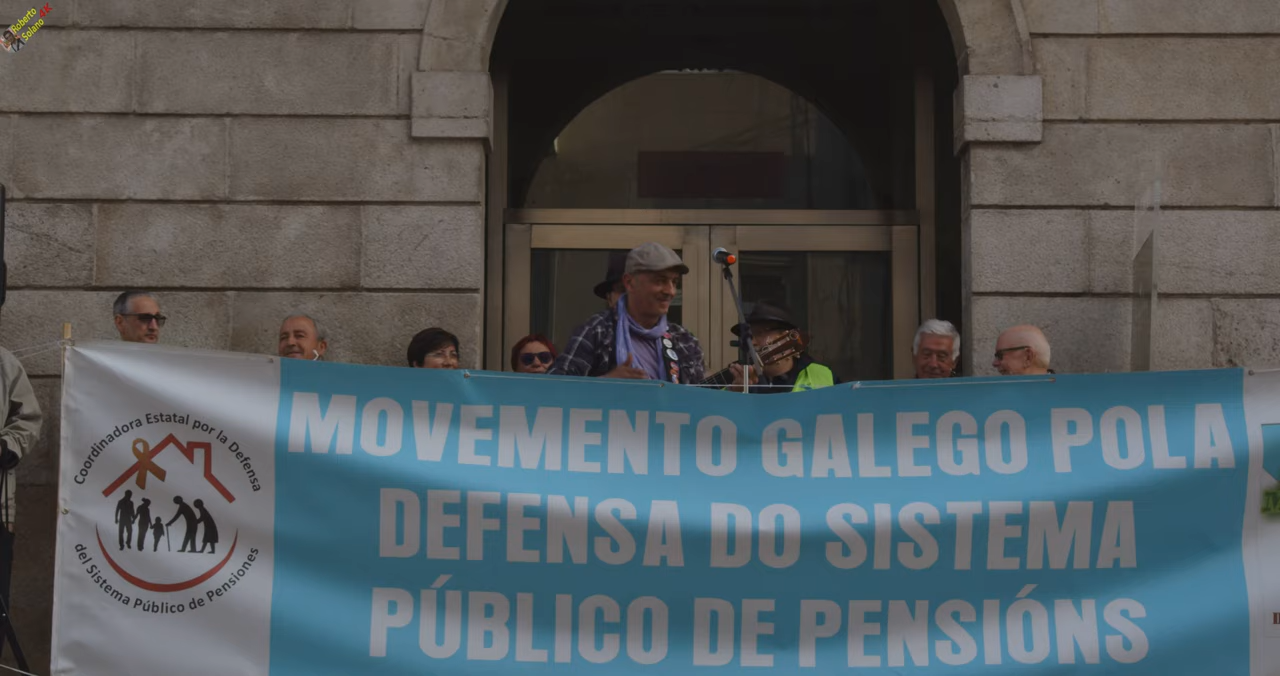 Roberto
Solano 4K
Coordinadora Estatal por la Defensa
del Sistema Público de Pensiones
MOVEMENTO GALEGO POLA
DEFENSA DO SISTEMA
PÚBLICO DE PENSIÓNS